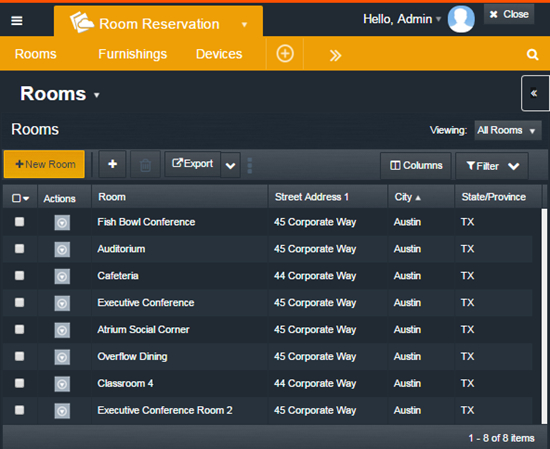 Room Reservation
Hello, Admin
Close
Rooms Furnishings Devices
Rooms
Rooms
Viewing: All Rooms
New Room Export Columns Filter
Actions Room Street Address 1 City State/Province
Fish Bowl Conference 45 Corporate Way Austin TX
Auditorium 45 Corporate Way Austin TX
Cafeteria 44 Corporate Way Austin TX
Executive Conference 45 Corporate Way Austin TX
Atrium Social Corner 45 Corporate Way Austin TX
Overflow Dining 45 Corporate Way Austin TX
Classroom 4 44 Corporate Way Austin TX
Executive Conference Room 2 45 Corporate Way Austin TX
1 - 8 of 8 items